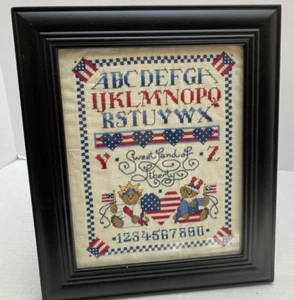 ABCDEFGH
IJKLMNOPQ
RSTUVWX
Y Z
Sweet land of
Liberty
1234567890